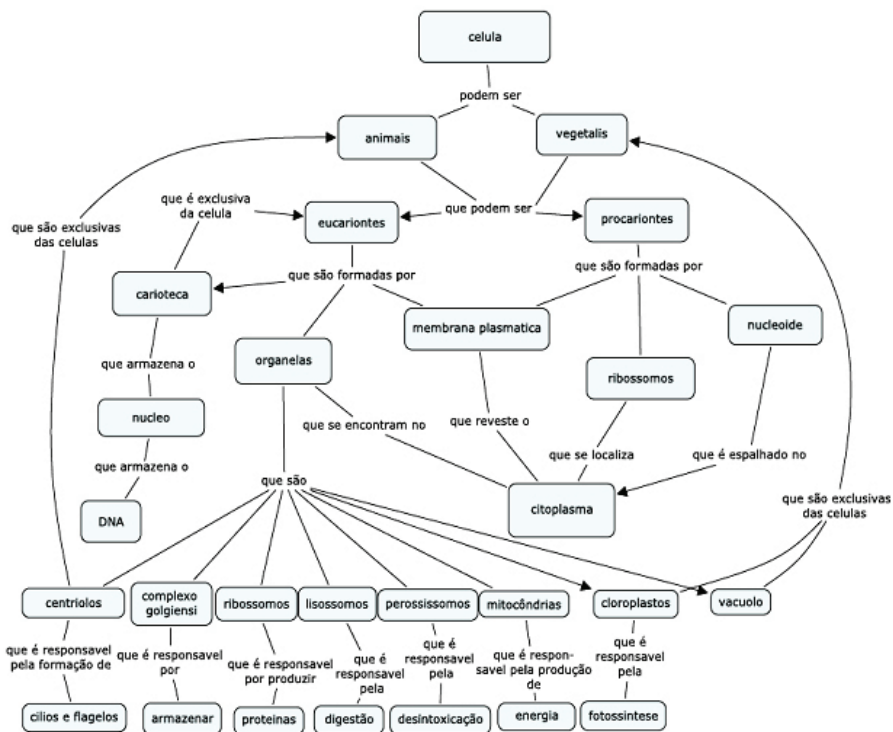 celula
podem ser
animais
vegetalis
que é exclusiva
da celula
que podem ser
eucariontes
procariontes
que são exclusivas
das celulas
que são formadas por
que são formadas por
carioteca
membrana plasmatica
nucleoide
organelas
ribossomos
que armazena o
nucleo
que se encontram no
que reveste o
que se localiza
que é espalhado no
que armazena o
que são
DNA
citoplasma
que são exclusivas
das celulas
centriolos
complexo
golgiensi
ribossomos
lisossomos
perossissomos
mitocôndrias
cloroplastos
vacuolo
que é responsavel
pela formação de
que é responsavel
por
que é responsavel
por produzir
que é
responsavel
pela
que é
responsavel
pela
que é respon-
savel pela produção
de
que é
responsavel
pela
cilios e flagelos
armazenar
proteinas
digestão
desintoxicação
energia
fotossintese